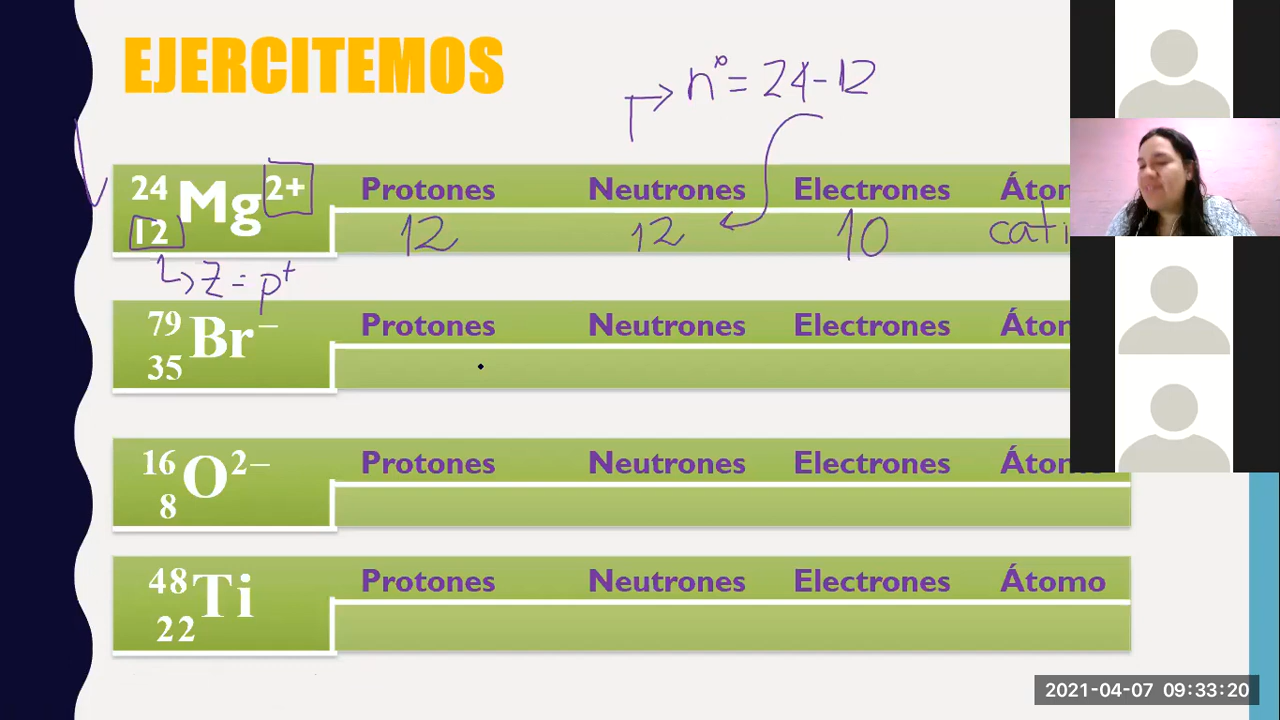 EJERCITEMOS
n° = 24-12
24 Mg 2+ Protones Neutrones Electrones Áto
12 12 12 10 cati
↳ Z = p+
79 Br − Protones Neutrones Electrones Áto
35
16 O 2− Protones Neutrones Electrones Átomo
8
48 Ti Protones Neutrones Electrones Átomo
22
2021-04-07 09:33:20